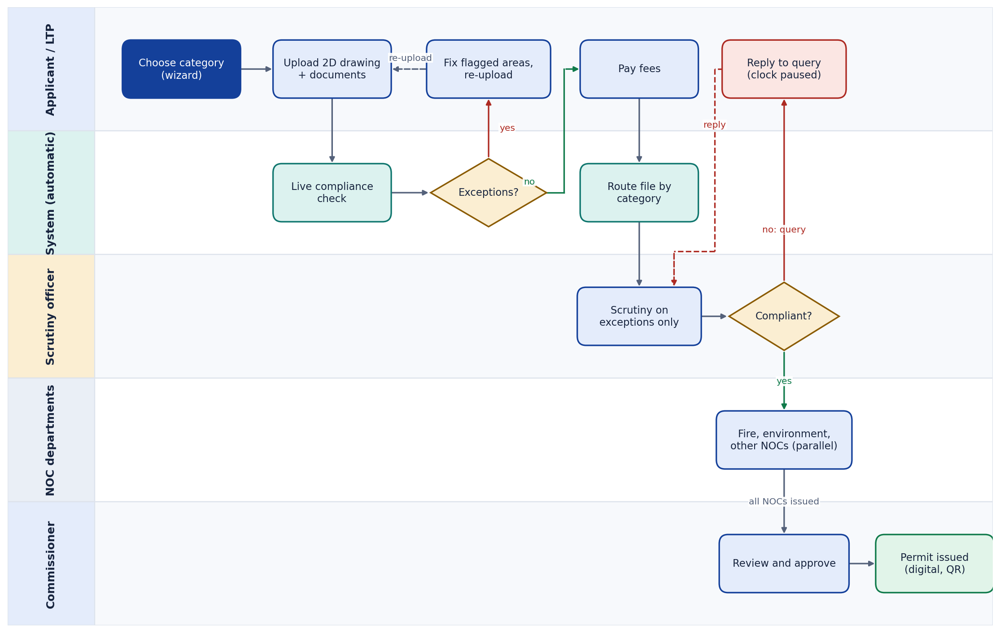 Applicant / LTP
Choose category
(wizard)
Upload 2D drawing
+ documents
re-upload
Fix flagged areas,
re-upload
Pay fees
Reply to query
(clock paused)
yes
reply
System (automatic)
Live compliance
check
Exceptions?
no
Route file by
category
no: query
Scrutiny officer
Scrutiny on
exceptions only
Compliant?
yes
NOC departments
Fire, environment,
other NOCs (parallel)
all NOCs issued
Commissioner
Review and approve
Permit issued
(digital, QR)